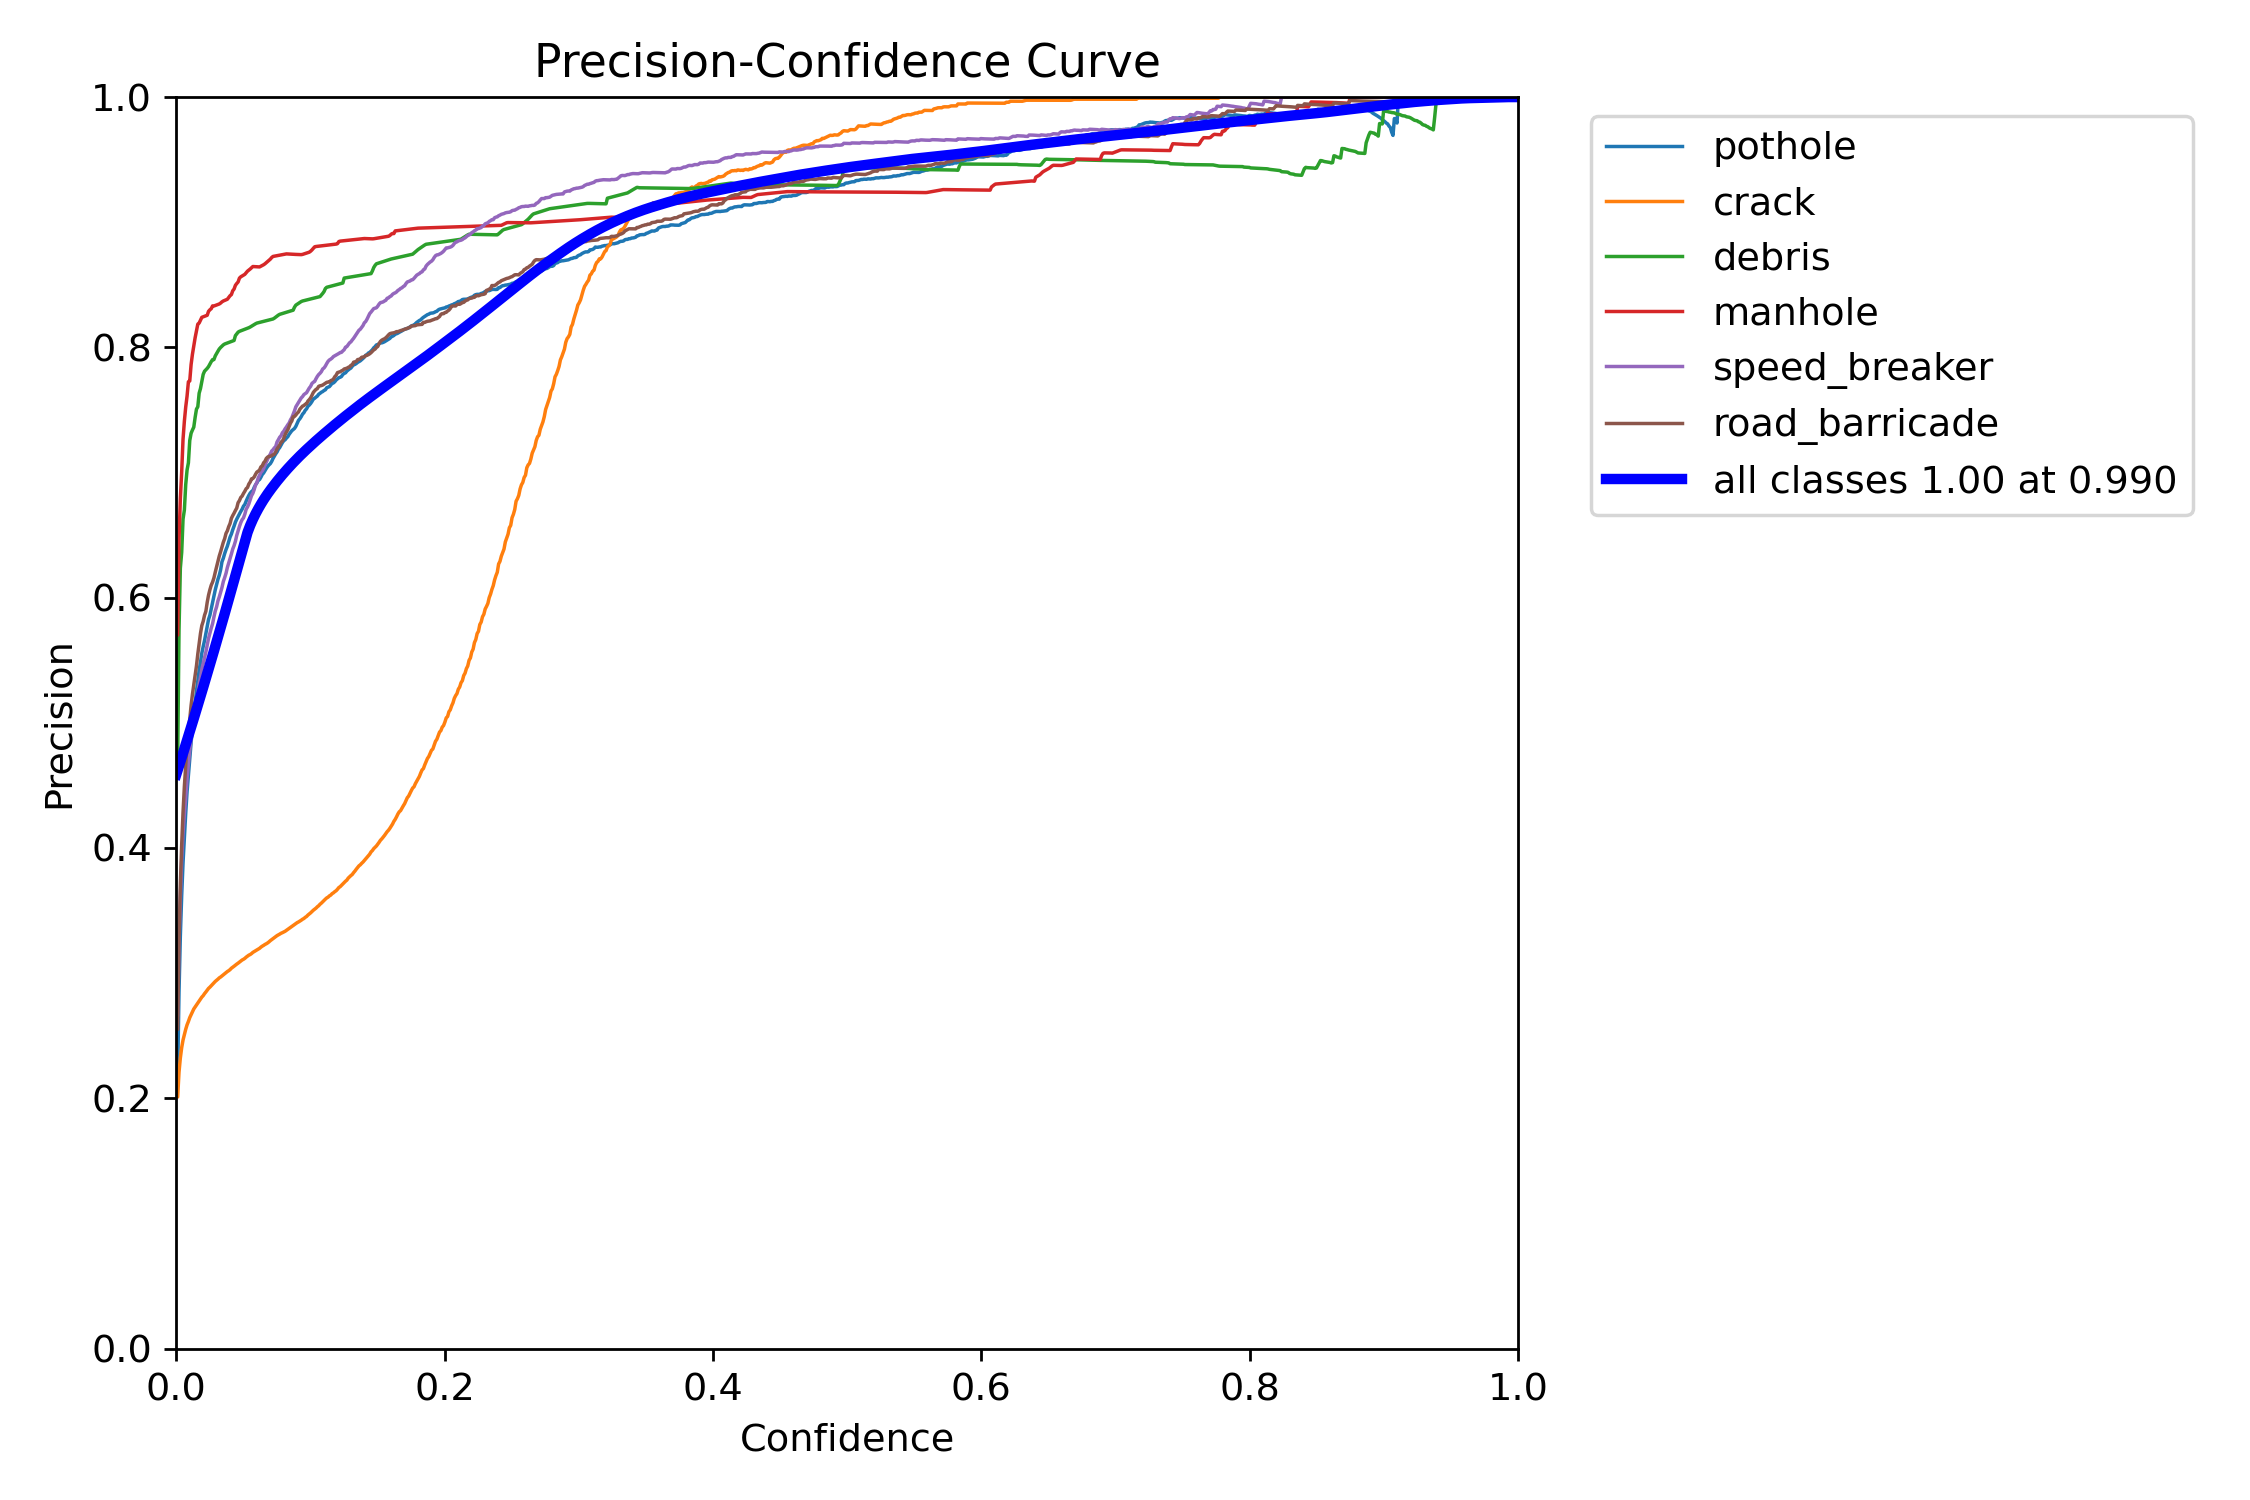 Precision-Confidence Curve
1.0
0.8
0.6
0.4
0.2
0.0
Precision
0.0 0.2 0.4 0.6 0.8 1.0
Confidence
pothole
crack
debris
manhole
speed_breaker
road_barricade
all classes 1.00 at 0.990